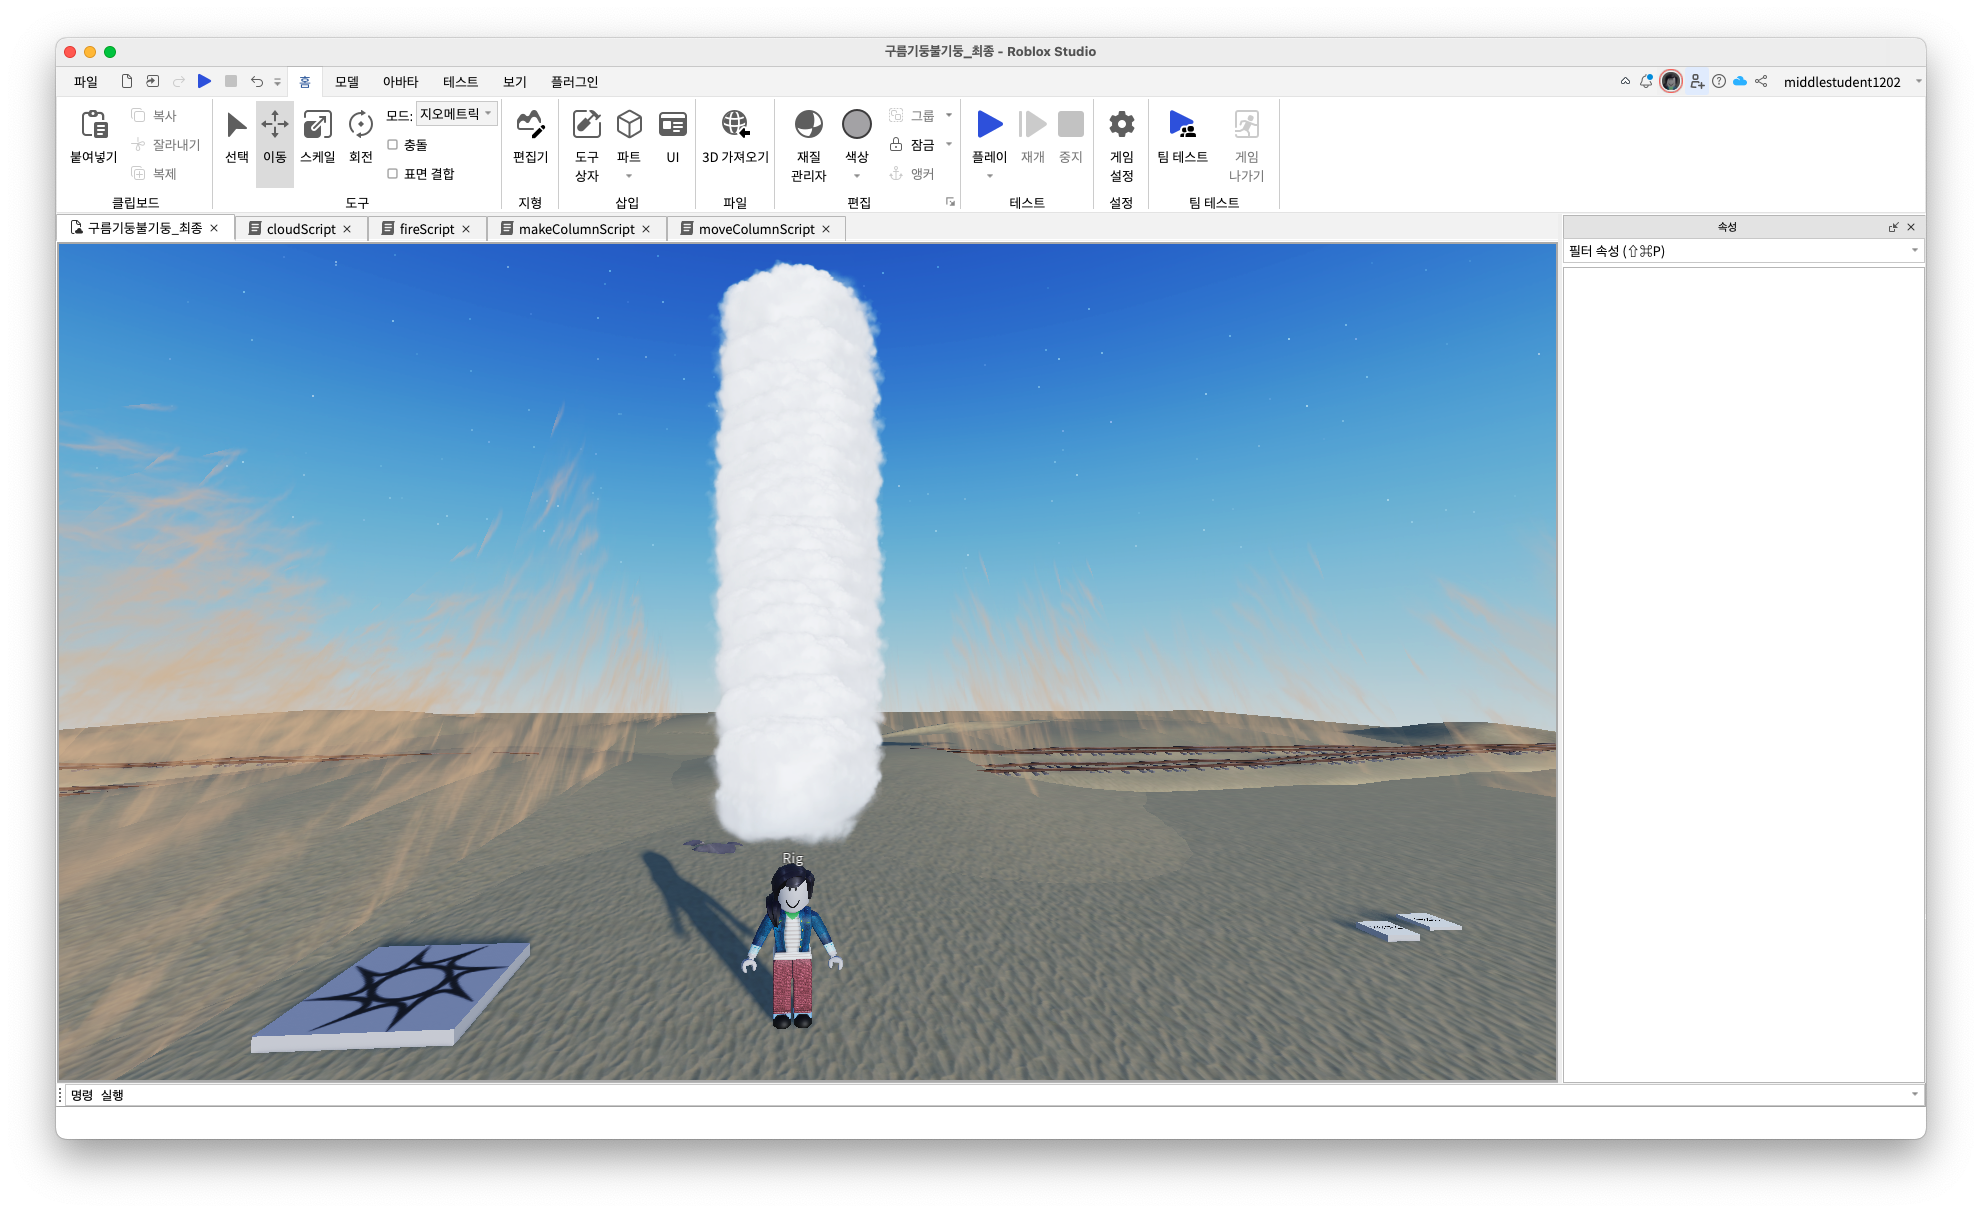 구름기둥불기둥_최종 - Roblox Studio
파일 홈 모델 아바타 테스트 보기 플러그인 middlestudent1202
붙여넣기 복사 잘라내기 복제
클립보드
선택 이동 스케일 회전
모드: 지오메트릭
충돌
표면 결합
도구
편집기
지형
도구 상자 파트 UI
삽입
3D 가져오기
파일
재질 관리자 색상
그룹
잠금
앵커
편집
플레이 재개 중지
테스트
게임 설정
설정
팀 테스트 게임 나가기
팀 테스트
구름기둥불기둥_최종 cloudScript fireScript makeColumnScript moveColumnScript
속성
필터 속성 (⇧⌘P)
Rig
명령 실행